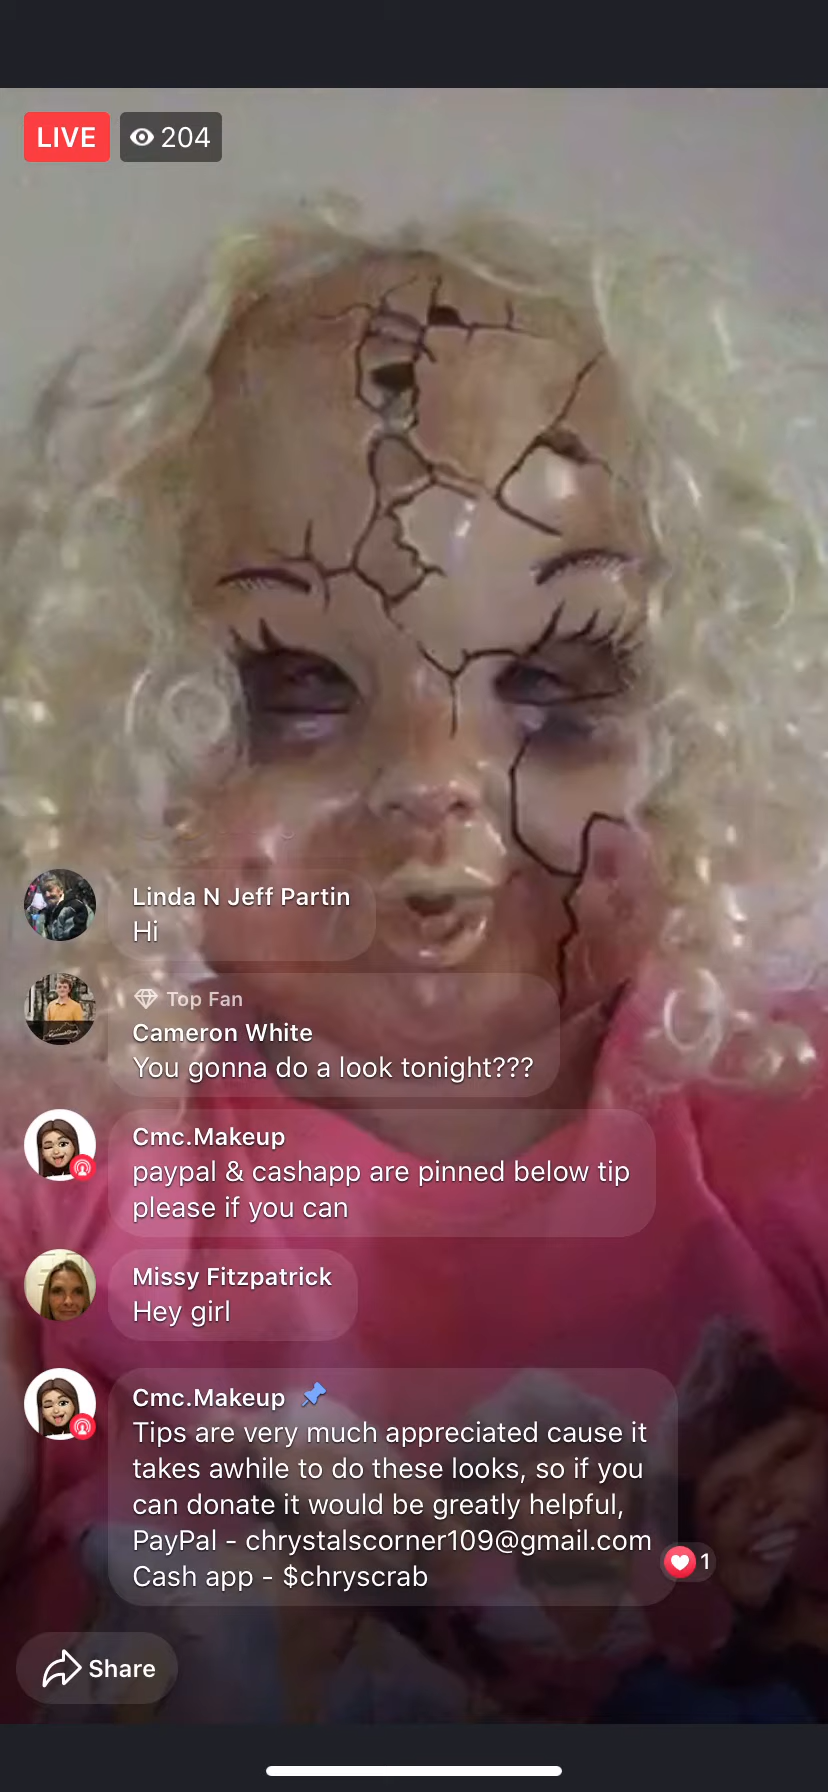 LIVE 204
Linda N Jeff Partin
Hi
Top Fan
Cameron White
You gonna do a look tonight???
Cmc.Makeup
paypal & cashapp are pinned below tip
please if you can
Missy Fitzpatrick
Hey girl
Cmc.Makeup
Tips are very much appreciated cause it
takes awhile to do these looks, so if you
can donate it would be greatly helpful,
PayPal - chrystalscorner109@gmail.com
Cash app - $chryscrab
1
Share